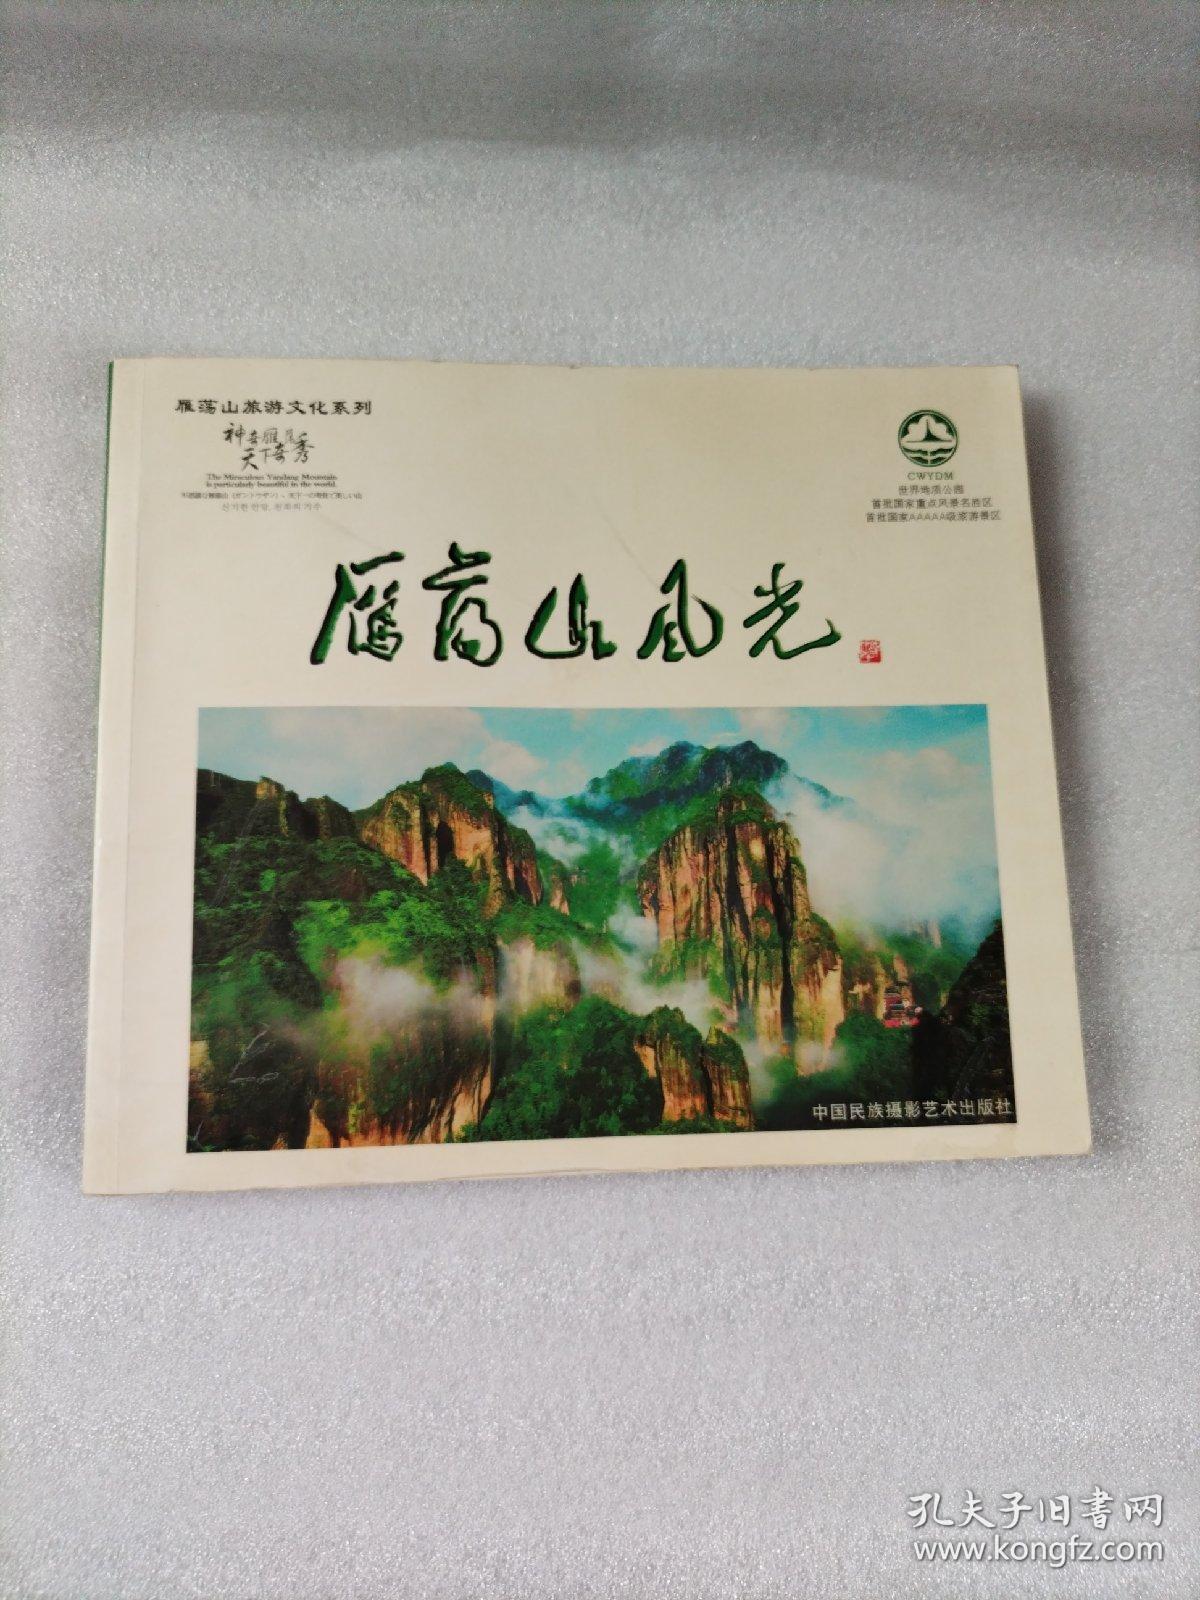 雁荡山旅游文化系列
神奇雁荡
天下奇秀
The Miraculous Yandang Mountain
is particularly beautiful in the world.
CWYDM
世界地质公园
首批国家重点风景名胜区
首批国家AAAAA级旅游景区
雁荡山风光
中国民族摄影艺术出版社
孔夫子旧书网
www.kongfz.com